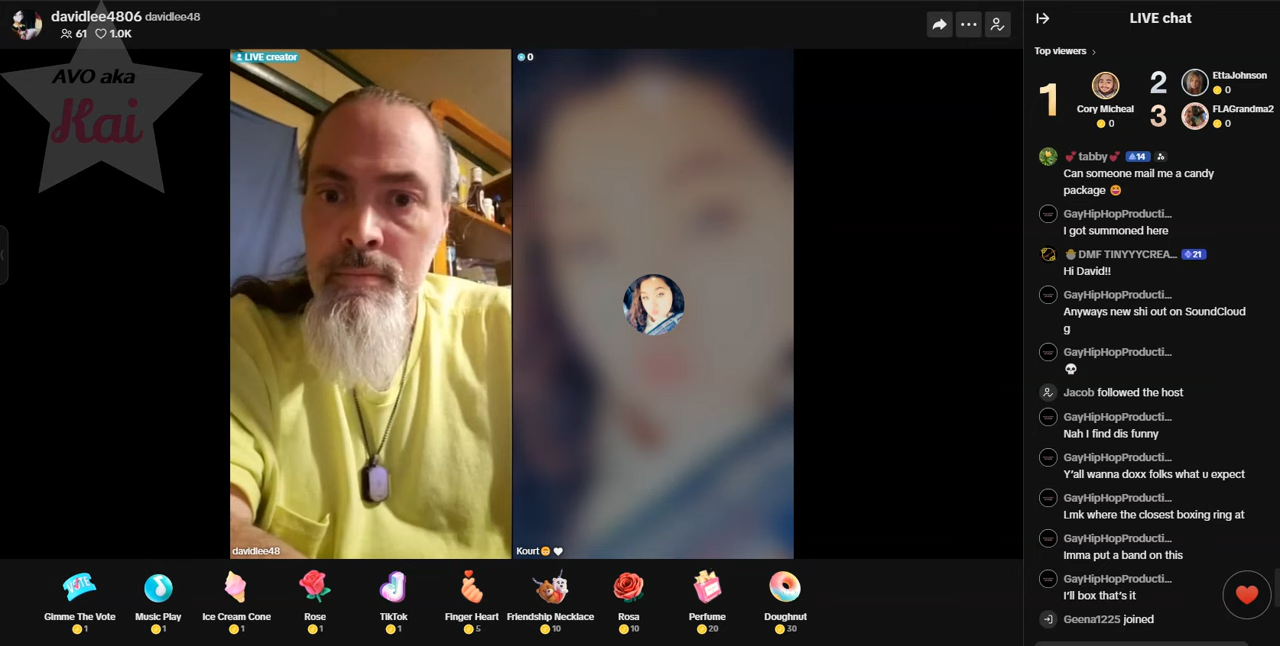 davidlee4806 davidlee48
61 1.0K
AVO aka
Kai
LIVE creator
0
davidlee48
Kourt
Gimme The Vote
1
Music Play
1
Ice Cream Cone
1
Rose
1
TikTok
1
Finger Heart
5
Friendship Necklace
10
Rosa
10
Perfume
20
Doughnut
30
LIVE chat
Top viewers
1
Cory Micheal
0
2
EttaJohnson
0
3
FLAGrandma2
0
tabby 14
Can someone mail me a candy
package 😆
GayHipHopProducti...
I got summoned here
DMF TINYYYCREA... 21
Hi David!!
GayHipHopProducti...
Anyways new shi out on SoundCloud
g
GayHipHopProducti...
💀
Jacob followed the host
GayHipHopProducti...
Nah I find dis funny
GayHipHopProducti...
Y'all wanna doxx folks what u expect
GayHipHopProducti...
Lmk where the closest boxing ring at
GayHipHopProducti...
Imma put a band on this
GayHipHopProducti...
I'll box that's it
Geena1225 joined